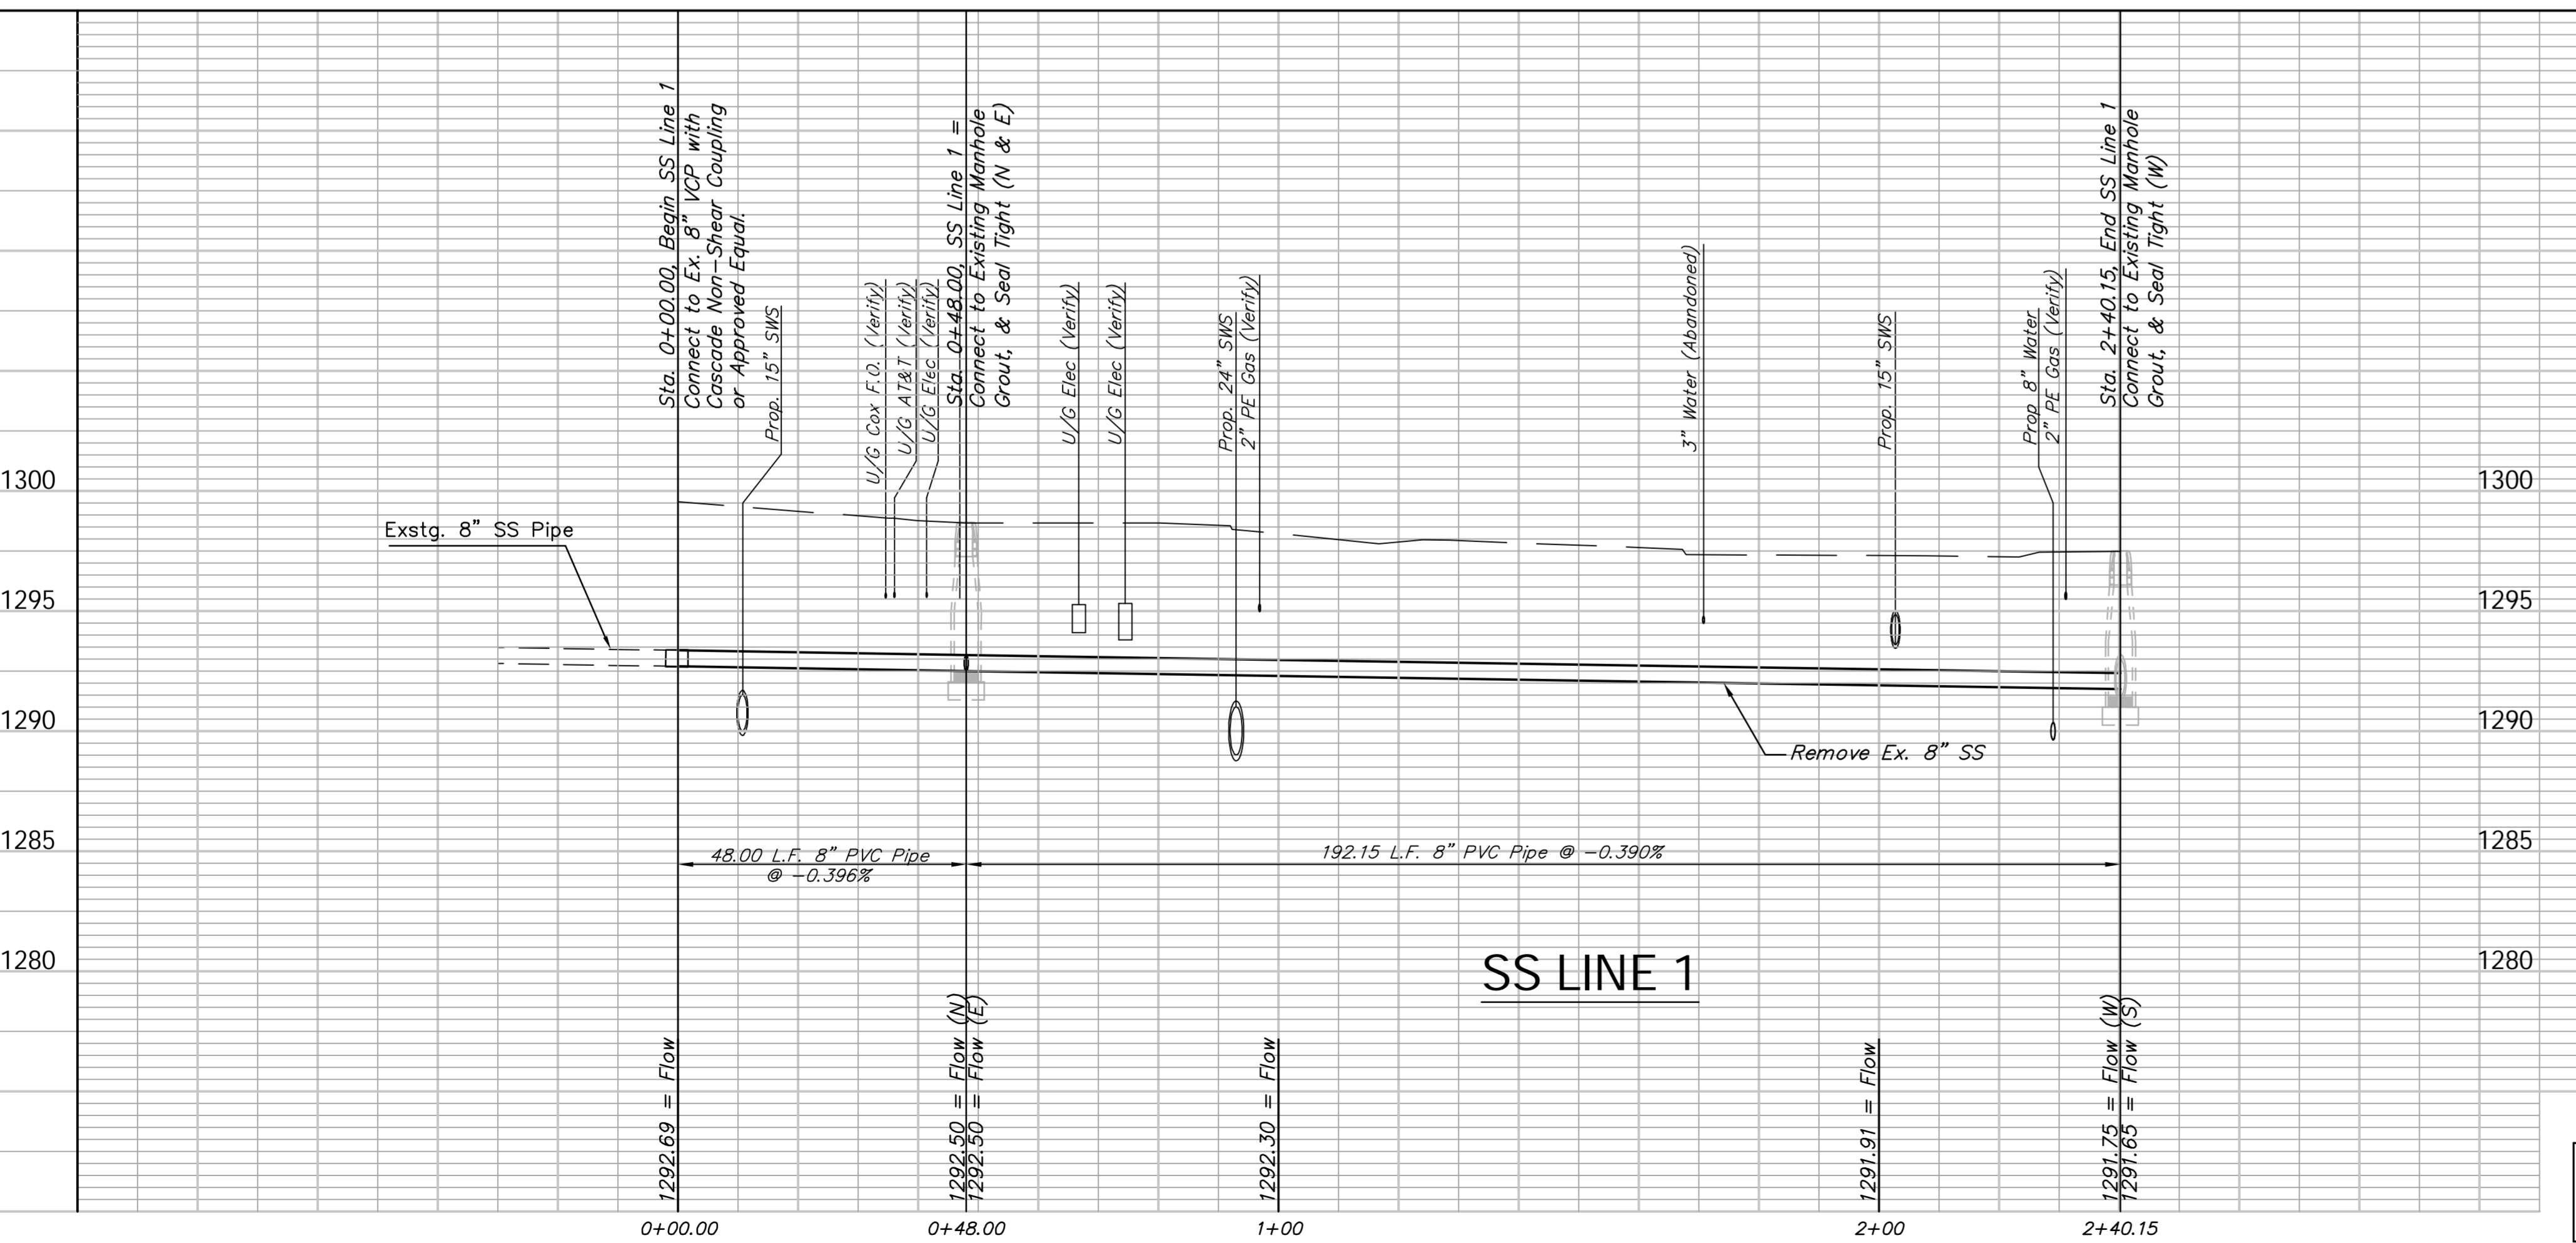 Sta. 0+00.00, Begin SS Line 1
Connect to Ex. 8" VCP with
Cascade Non-Shear Coupling
or Approved Equal.
Prop. 15" SWS
U/G Cox F.O. (Verify)
U/G AT&T (Verify)
U/G Elec (Verify)
Sta. 0+48.00, SS Line 1 =
Connect to Existing Manhole
Grout, & Seal Tight (N & E)
U/G Elec (Verify)
U/G Elec (Verify)
Prop. 24" SWS
2" PE Gas (Verify)
3" Water (Abandoned)
Prop. 15" SWS
Prop 8" Water
2" PE Gas (Verify)
Sta. 2+40.15, End SS Line 1
Connect to Existing Manhole
Grout, & Seal Tight (W)
1300
1300
Exstg. 8" SS Pipe
1295
1295
1290
1290
Remove Ex. 8" SS
1285
1285
48.00 L.F. 8" PVC Pipe
@ -0.396%
192.15 L.F. 8" PVC Pipe @ -0.390%
1280
1280
SS LINE 1
1292.69 = Flow
1292.50 = Flow (N)
1292.50 = Flow (E)
1292.30 = Flow
1291.91 = Flow
1291.75 = Flow (W)
1291.65 = Flow (S)
0+00.00
0+48.00
1+00
2+00
2+40.15